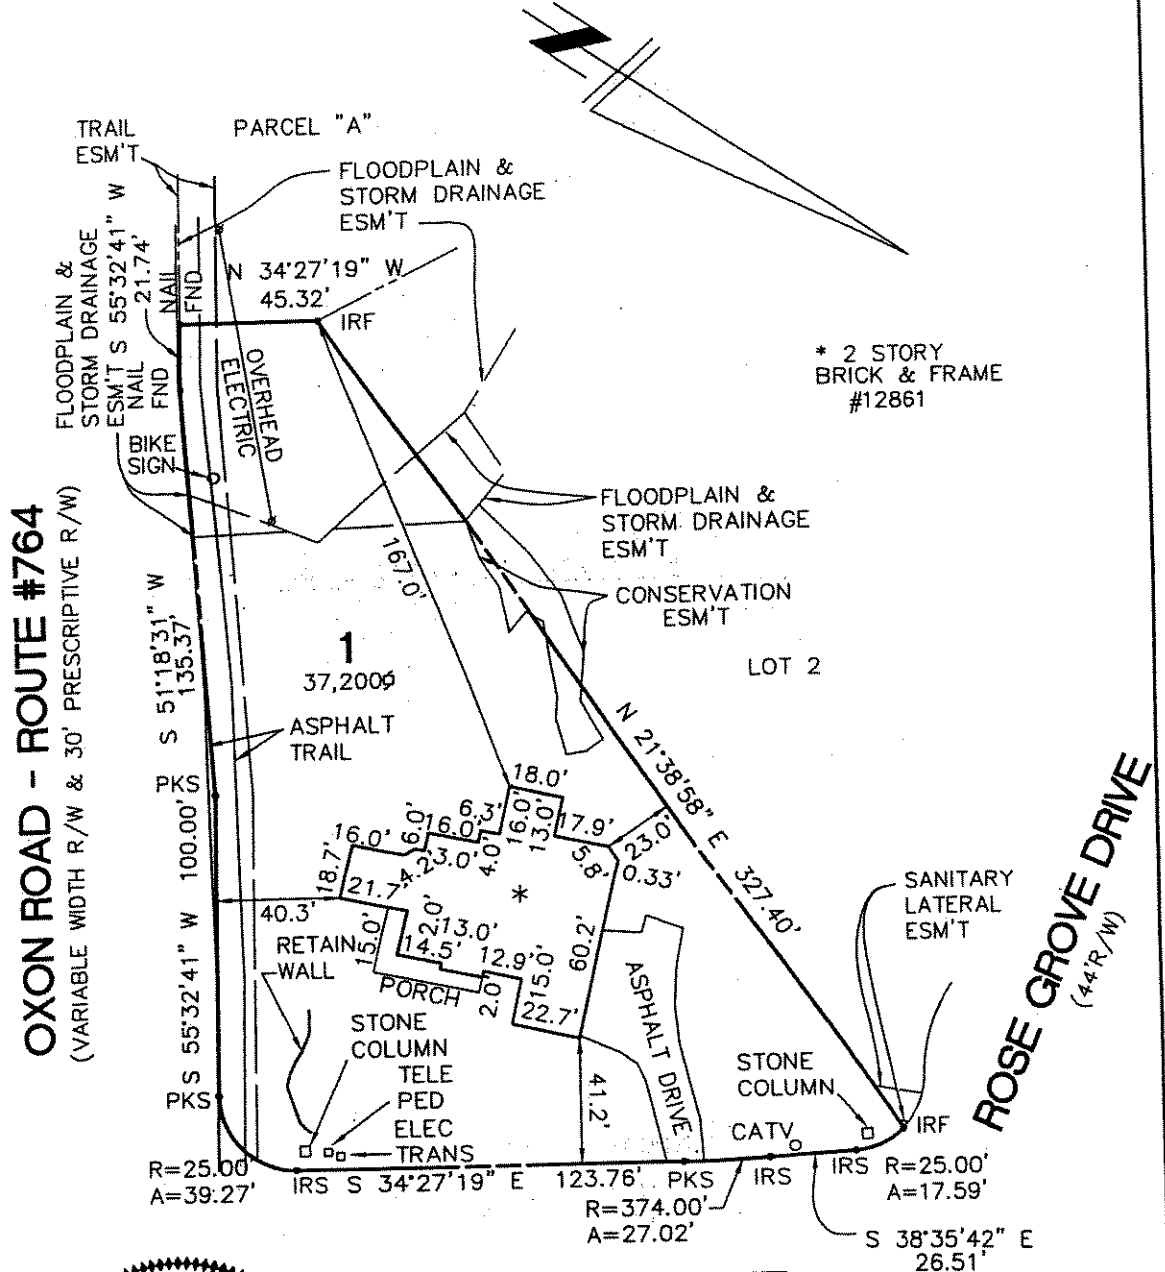 TRAIL
ESM'T
PARCEL "A"
FLOODPLAIN &
STORM DRAINAGE
ESM'T
FLOODPLAIN &
STORM DRAINAGE
ESM'T S 55°32'41" W
21.74'
NAIL
FND
NAIL
FND
N 34°27'19" W
45.32'
IRF
OVERHEAD
ELECTRIC
BIKE
SIGN
* 2 STORY
BRICK & FRAME
#12861
FLOODPLAIN &
STORM DRAINAGE
ESM'T
CONSERVATION
ESM'T
167.0'
LOT 2
1
37,200
OXON ROAD - ROUTE #764
(VARIABLE WIDTH R/W & 30' PRESCRIPTIVE R/W)
S 51°18'31" W
135.37'
ASPHALT
TRAIL
PKS
N 21°38'58" E 327.40'
18.0'
6.3'
16.0'
13.0'
17.9'
16.0'
6.0'
16.0'
4.2'
3.0'
4.0'
5.8'
23.0'
0.33'
18.7'
21.7'
*
100.00'
S 55°32'41" W
40.3'
15.0'
2.0'
13.0'
14.5'
12.9'
15.0'
2.0'
22.7'
60.2'
PORCH
RETAIN
WALL
ASPHALT DRIVE
SANITARY
LATERAL
ESM'T
ROSE GROVE DRIVE
(44'R/W)
STONE
COLUMN
TELE
PED
ELEC
TRANS
41.2'
STONE
COLUMN
CATV
PKS
IRF
R=25.00'
A=39.27'
IRS S 34°27'19" E 123.76' PKS
IRS
IRS
R=25.00'
A=17.59'
R=374.00'
A=27.02'
S 38°35'42" E
26.51'